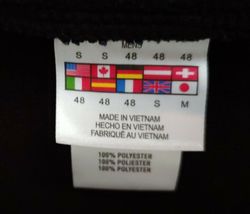 MENS
S S 48 48 48
48 48 48 S M
MADE IN VIETNAM
HECHO EN VIETNAM
FABRIQUÉ AU VIETNAM
100% POLYESTER
100% POLIESTER
100% POLYESTER